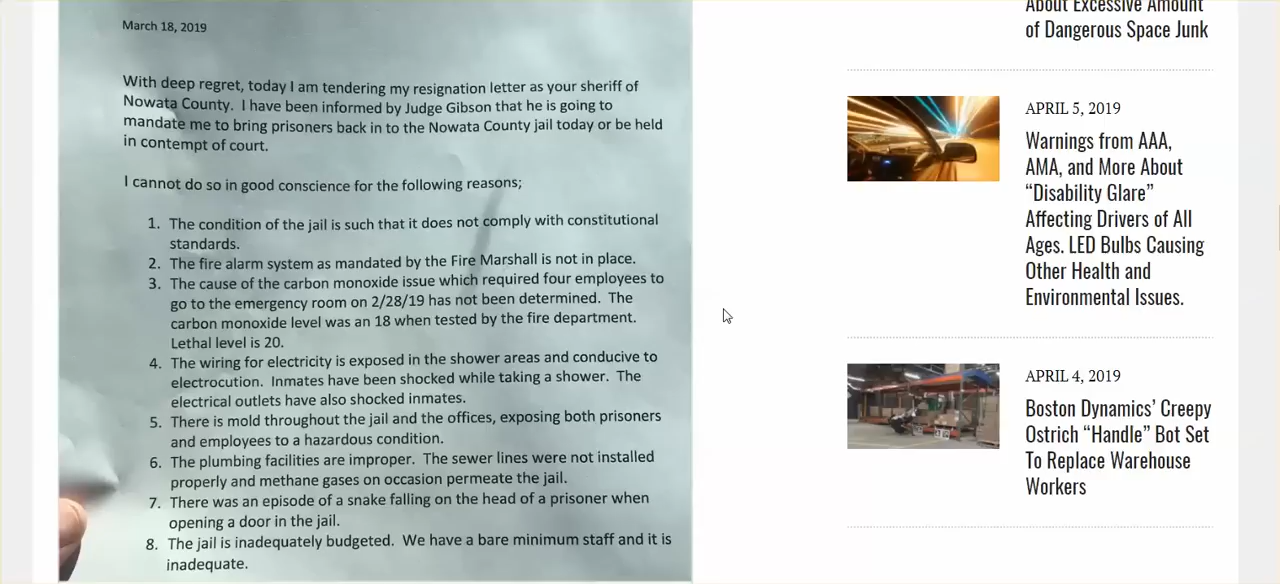 March 18, 2019
With deep regret, today I am tendering my resignation letter as your sheriff of
Nowata County. I have been informed by Judge Gibson that he is going to
mandate me to bring prisoners back in to the Nowata County jail today or be held
in contempt of court.
I cannot do so in good conscience for the following reasons;
1. The condition of the jail is such that it does not comply with constitutional
standards.
2. The fire alarm system as mandated by the Fire Marshall is not in place.
3. The cause of the carbon monoxide issue which required four employees to
go to the emergency room on 2/28/19 has not been determined. The
carbon monoxide level was an 18 when tested by the fire department.
Lethal level is 20.
4. The wiring for electricity is exposed in the shower areas and conducive to
electrocution. Inmates have been shocked while taking a shower. The
electrical outlets have also shocked inmates.
5. There is mold throughout the jail and the offices, exposing both prisoners
and employees to a hazardous condition.
6. The plumbing facilities are improper. The sewer lines were not installed
properly and methane gases on occasion permeate the jail.
7. There was an episode of a snake falling on the head of a prisoner when
opening a door in the jail.
8. The jail is inadequately budgeted. We have a bare minimum staff and it is
inadequate.
About Excessive Amount
of Dangerous Space Junk
APRIL 5, 2019
Warnings from AAA,
AMA, and More About
“Disability Glare”
Affecting Drivers of All
Ages. LED Bulbs Causing
Other Health and
Environmental Issues.
APRIL 4, 2019
Boston Dynamics’ Creepy
Ostrich “Handle” Bot Set
To Replace Warehouse
Workers